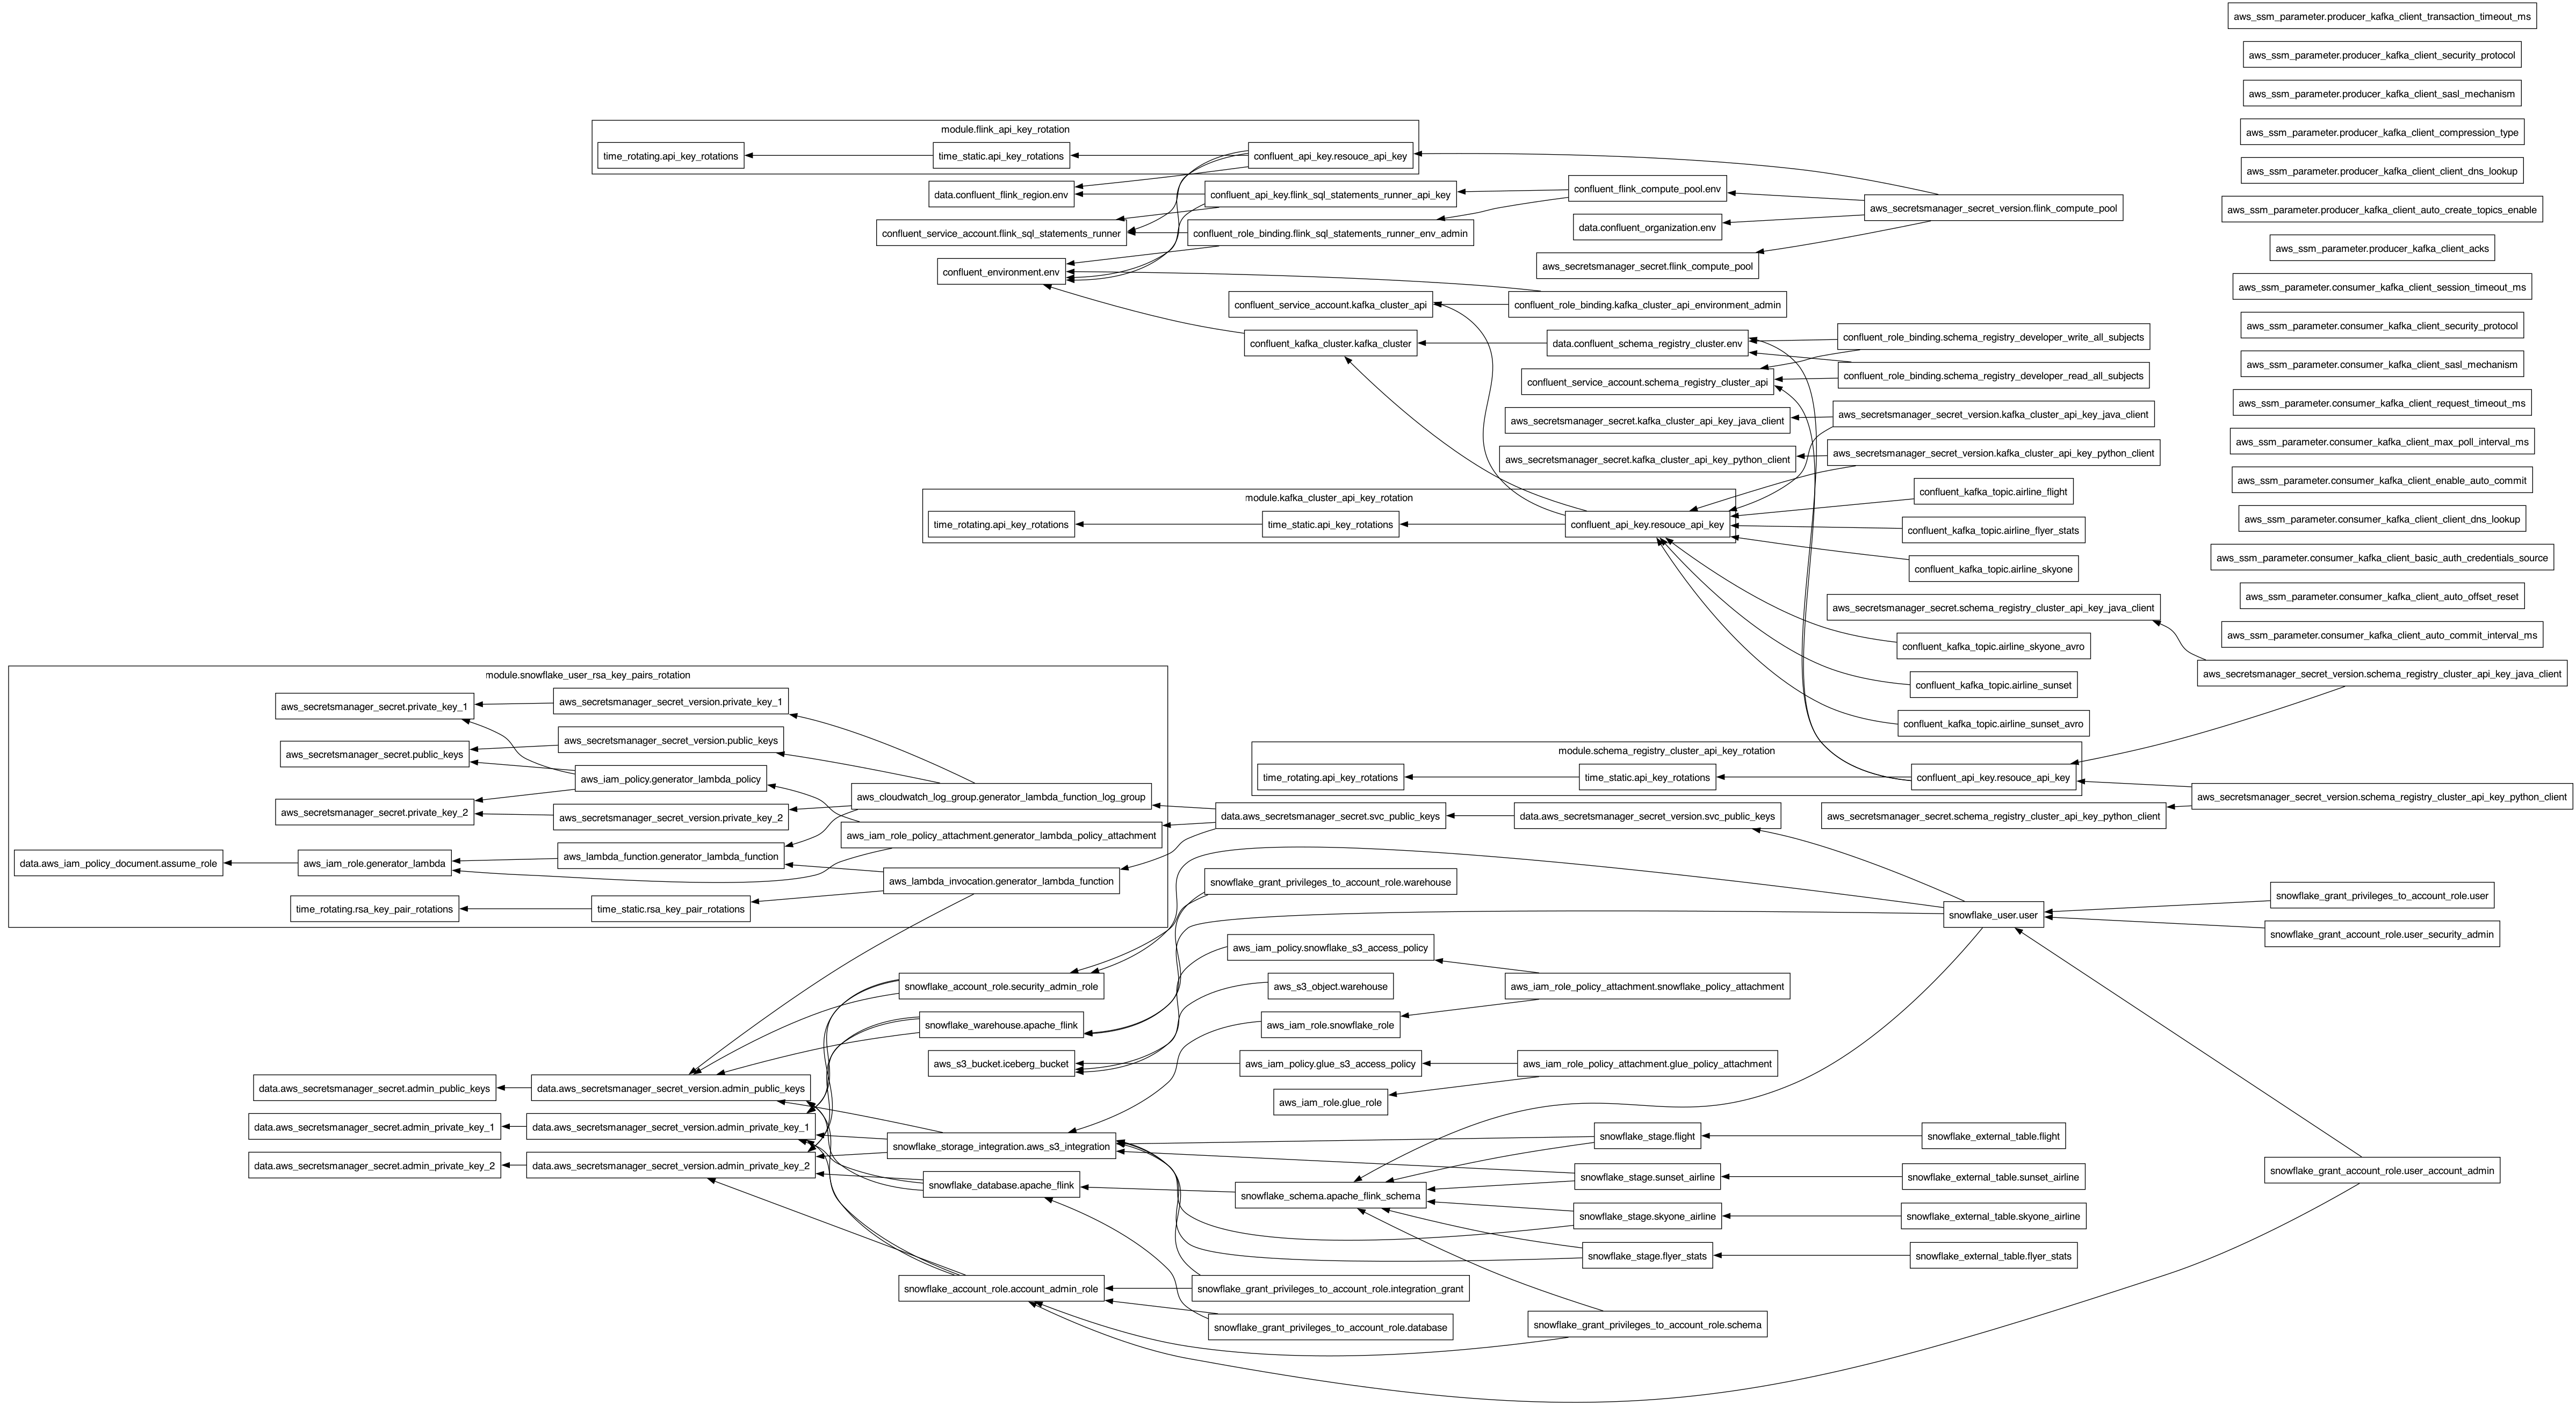 aws_ssm_parameter.producer_kafka_client_transaction_timeout_ms
aws_ssm_parameter.producer_kafka_client_security_protocol
aws_ssm_parameter.producer_kafka_client_sasl_mechanism
aws_ssm_parameter.producer_kafka_client_compression_type
aws_ssm_parameter.producer_kafka_client_client_dns_lookup
aws_ssm_parameter.producer_kafka_client_auto_create_topics_enable
aws_ssm_parameter.producer_kafka_client_acks
aws_ssm_parameter.consumer_kafka_client_session_timeout_ms
aws_ssm_parameter.consumer_kafka_client_security_protocol
aws_ssm_parameter.consumer_kafka_client_sasl_mechanism
aws_ssm_parameter.consumer_kafka_client_request_timeout_ms
aws_ssm_parameter.consumer_kafka_client_max_poll_interval_ms
aws_ssm_parameter.consumer_kafka_client_enable_auto_commit
aws_ssm_parameter.consumer_kafka_client_client_dns_lookup
aws_ssm_parameter.consumer_kafka_client_basic_auth_credentials_source
aws_ssm_parameter.consumer_kafka_client_auto_offset_reset
aws_ssm_parameter.consumer_kafka_client_auto_commit_interval_ms
module.flink_api_key_rotation
time_rotating.api_key_rotations
time_static.api_key_rotations
confluent_api_key.resouce_api_key
data.confluent_flink_region.env
confluent_api_key.flink_sql_statements_runner_api_key
confluent_flink_compute_pool.env
aws_secretsmanager_secret_version.flink_compute_pool
confluent_service_account.flink_sql_statements_runner
confluent_role_binding.flink_sql_statements_runner_env_admin
data.confluent_organization.env
confluent_environment.env
aws_secretsmanager_secret.flink_compute_pool
confluent_service_account.kafka_cluster_api
confluent_role_binding.kafka_cluster_api_environment_admin
confluent_kafka_cluster.kafka_cluster
data.confluent_schema_registry_cluster.env
confluent_role_binding.schema_registry_developer_write_all_subjects
confluent_service_account.schema_registry_cluster_api
confluent_role_binding.schema_registry_developer_read_all_subjects
aws_secretsmanager_secret.kafka_cluster_api_key_java_client
aws_secretsmanager_secret_version.kafka_cluster_api_key_java_client
aws_secretsmanager_secret.kafka_cluster_api_key_python_client
aws_secretsmanager_secret_version.kafka_cluster_api_key_python_client
module.kafka_cluster_api_key_rotation
time_rotating.api_key_rotations
time_static.api_key_rotations
confluent_api_key.resouce_api_key
confluent_kafka_topic.airline_flight
confluent_kafka_topic.airline_flyer_stats
confluent_kafka_topic.airline_skyone
aws_secretsmanager_secret.schema_registry_cluster_api_key_java_client
confluent_kafka_topic.airline_skyone_avro
confluent_kafka_topic.airline_sunset
confluent_kafka_topic.airline_sunset_avro
aws_secretsmanager_secret_version.schema_registry_cluster_api_key_java_client
module.schema_registry_cluster_api_key_rotation
time_rotating.api_key_rotations
time_static.api_key_rotations
confluent_api_key.resouce_api_key
aws_secretsmanager_secret_version.schema_registry_cluster_api_key_python_client
aws_secretsmanager_secret.schema_registry_cluster_api_key_python_client
module.snowflake_user_rsa_key_pairs_rotation
aws_secretsmanager_secret.private_key_1
aws_secretsmanager_secret_version.private_key_1
aws_secretsmanager_secret.public_keys
aws_secretsmanager_secret_version.public_keys
aws_iam_policy.generator_lambda_policy
aws_cloudwatch_log_group.generator_lambda_function_log_group
aws_secretsmanager_secret.private_key_2
aws_secretsmanager_secret_version.private_key_2
aws_iam_role_policy_attachment.generator_lambda_policy_attachment
data.aws_iam_policy_document.assume_role
aws_iam_role.generator_lambda
aws_lambda_function.generator_lambda_function
aws_lambda_invocation.generator_lambda_function
time_rotating.rsa_key_pair_rotations
time_static.rsa_key_pair_rotations
data.aws_secretsmanager_secret.svc_public_keys
data.aws_secretsmanager_secret_version.svc_public_keys
snowflake_grant_privileges_to_account_role.warehouse
snowflake_user.user
snowflake_grant_privileges_to_account_role.user
snowflake_grant_account_role.user_security_admin
aws_iam_policy.snowflake_s3_access_policy
snowflake_account_role.security_admin_role
aws_s3_object.warehouse
aws_iam_role_policy_attachment.snowflake_policy_attachment
snowflake_warehouse.apache_flink
aws_iam_role.snowflake_role
aws_s3_bucket.iceberg_bucket
aws_iam_policy.glue_s3_access_policy
aws_iam_role_policy_attachment.glue_policy_attachment
aws_iam_role.glue_role
data.aws_secretsmanager_secret.admin_public_keys
data.aws_secretsmanager_secret_version.admin_public_keys
data.aws_secretsmanager_secret.admin_private_key_1
data.aws_secretsmanager_secret_version.admin_private_key_1
data.aws_secretsmanager_secret.admin_private_key_2
data.aws_secretsmanager_secret_version.admin_private_key_2
snowflake_storage_integration.aws_s3_integration
snowflake_stage.flight
snowflake_external_table.flight
snowflake_database.apache_flink
snowflake_schema.apache_flink_schema
snowflake_stage.sunset_airline
snowflake_external_table.sunset_airline
snowflake_grant_account_role.user_account_admin
snowflake_stage.skyone_airline
snowflake_external_table.skyone_airline
snowflake_stage.flyer_stats
snowflake_external_table.flyer_stats
snowflake_account_role.account_admin_role
snowflake_grant_privileges_to_account_role.integration_grant
snowflake_grant_privileges_to_account_role.database
snowflake_grant_privileges_to_account_role.schema